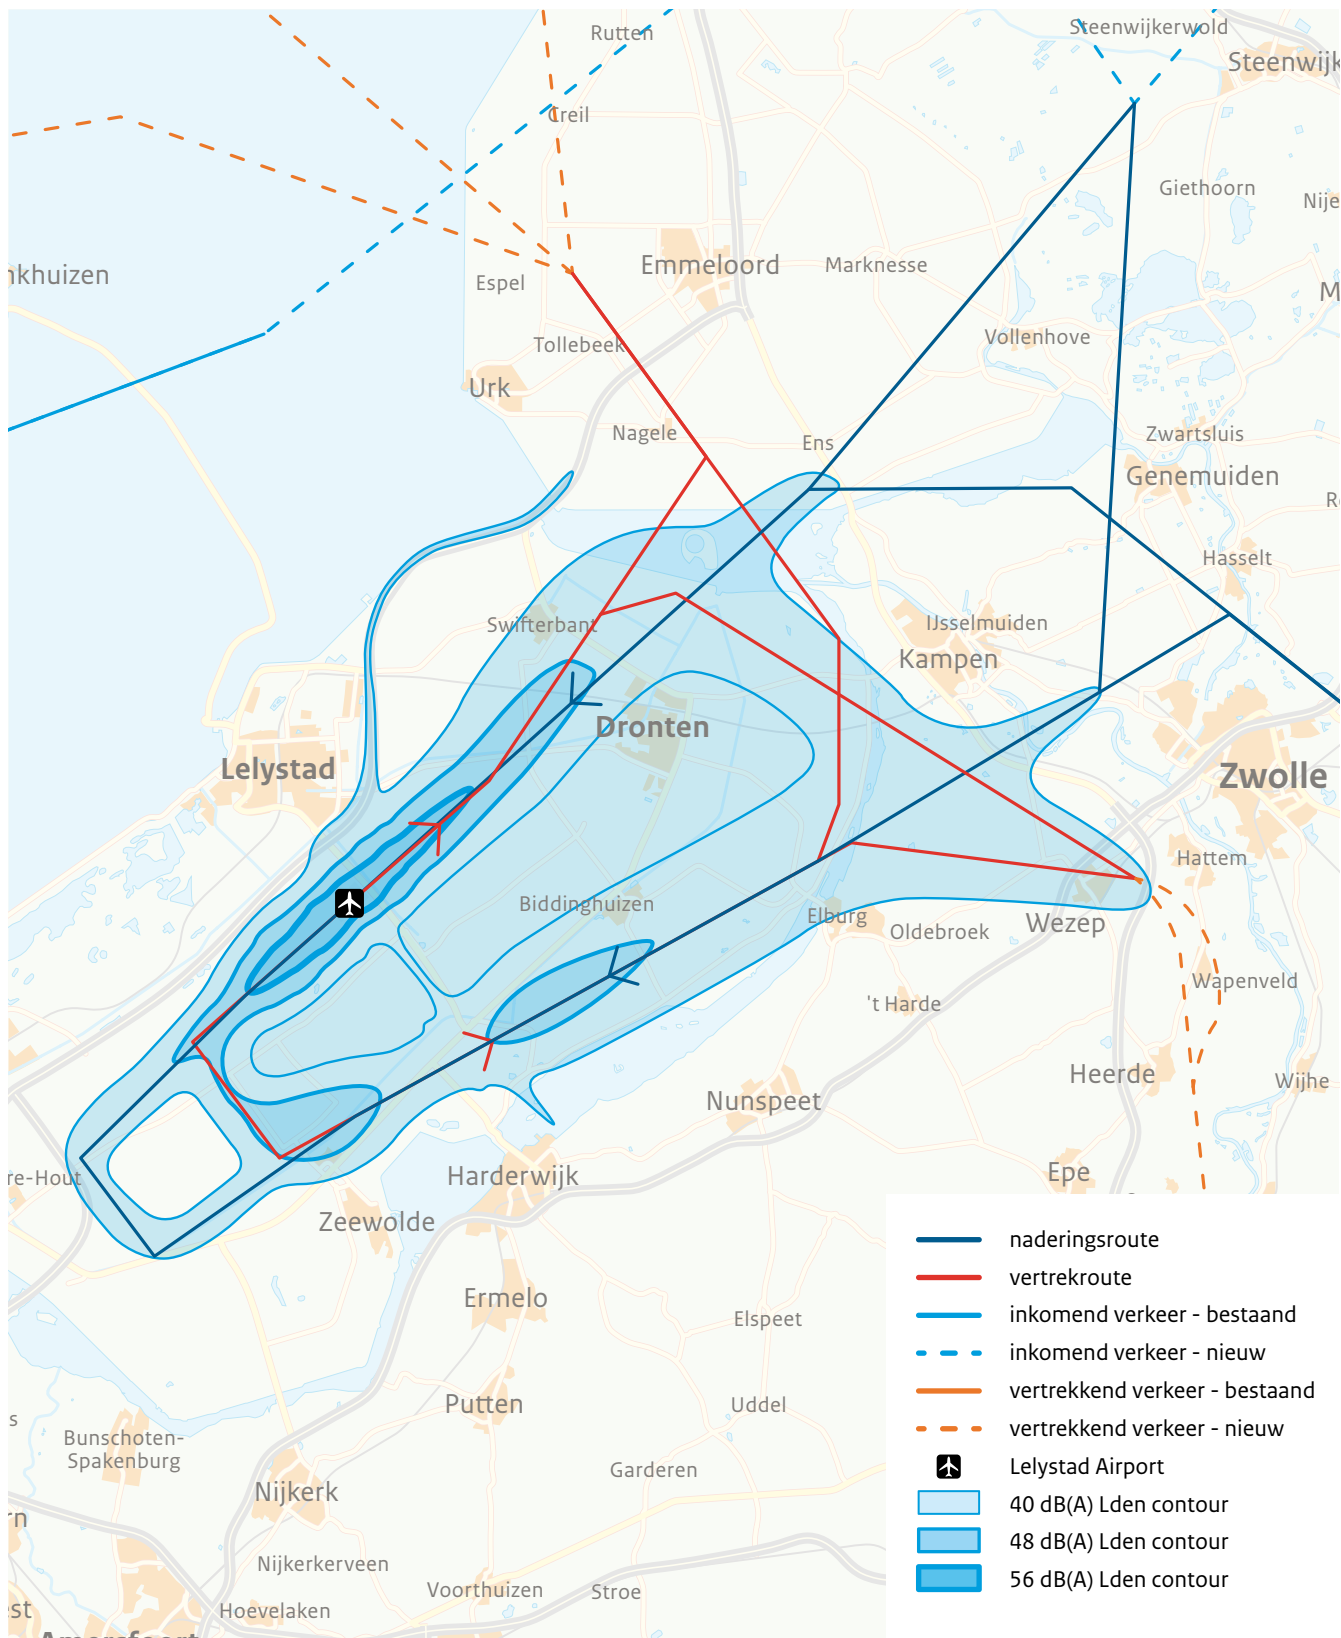 Rutten
Steenwijkerwold
Steenwijk
Creil
Giethoorn
Nije
nkhuizen
Espel
Emmeloord
Marknesse
M
Tollebeek
Vollenhove
Urk
Nagele
Ens
Zwartsluis
Genemuiden
R
Hasselt
Swifterbant
IJsselmuiden
Kampen
Dronten
Lelystad
Zwolle
Hattem
Biddinghuizen
Elburg
Oldebroek
Wezep
't Harde
Wapenveld
Heerde
Wijhe
Nunspeet
re-Hout
Harderwijk
Epe
Zeewolde
Ermelo
Elspeet
Putten
Uddel
s
Bunschoten-
Spakenburg
Garderen
Nijkerk
rn
Nijkerkerveen
Voorthuizen
Stroe
st
Hoevelaken
Amersfoort
naderingsroute
vertrekroute
inkomend verkeer - bestaand
inkomend verkeer - nieuw
vertrekkend verkeer - bestaand
vertrekkend verkeer - nieuw
Lelystad Airport
40 dB(A) Lden contour
48 dB(A) Lden contour
56 dB(A) Lden contour